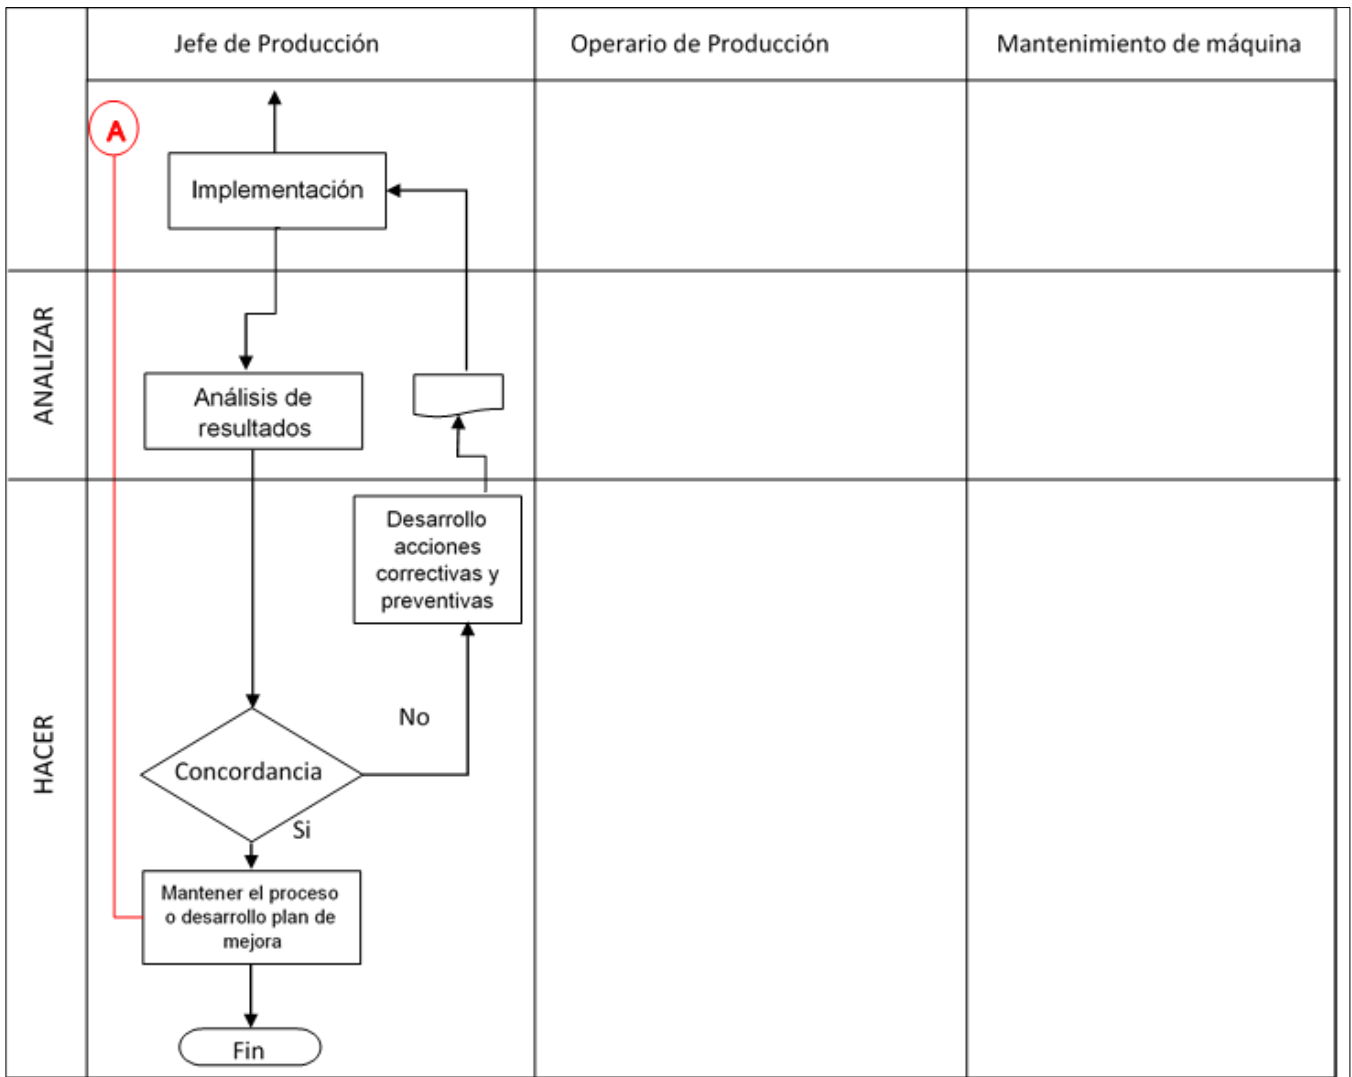 Jefe de Producción
Operario de Producción
Mantenimiento de máquina
A
Implementación
ANALIZAR
Análisis de
resultados
HACER
Desarrollo
acciones
correctivas y
preventivas
No
Concordancia
Si
Mantener el proceso
o desarrollo plan de
mejora
Fin